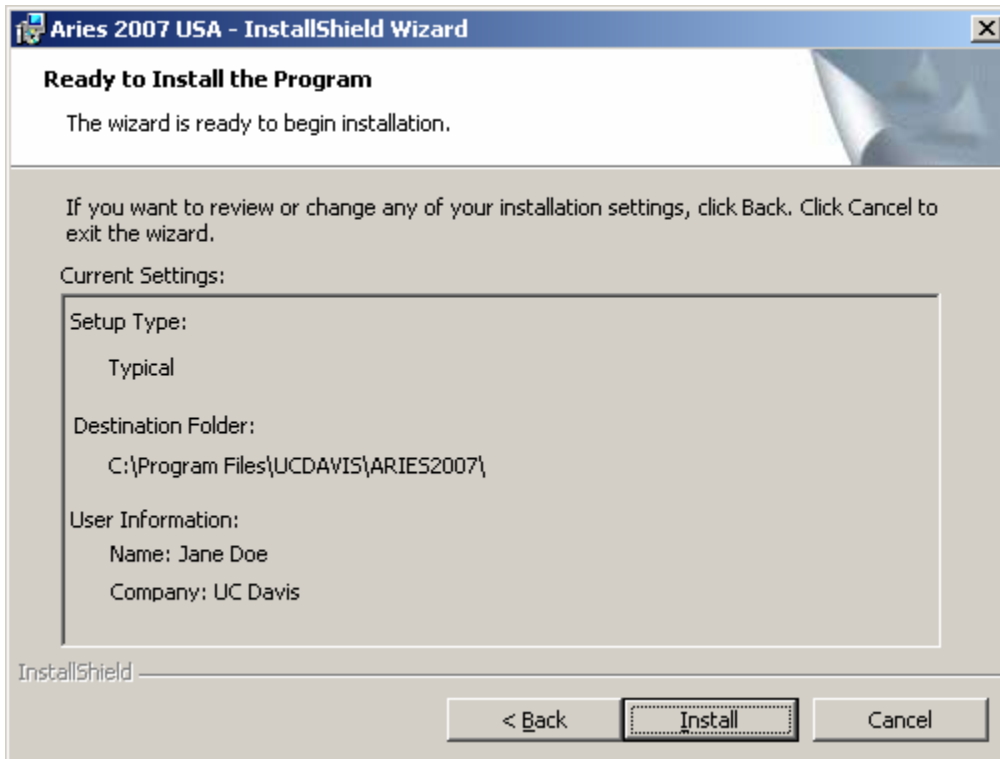 Aries 2007 USA - InstallShield Wizard
Ready to Install the Program
The wizard is ready to begin installation.
If you want to review or change any of your installation settings, click Back. Click Cancel to
exit the wizard.
Current Settings:
Setup Type:
Typical
Destination Folder:
C:\Program Files\UCDAVIS\ARIES2007\
User Information:
Name: Jane Doe
Company: UC Davis
InstallShield
< Back
Install
Cancel